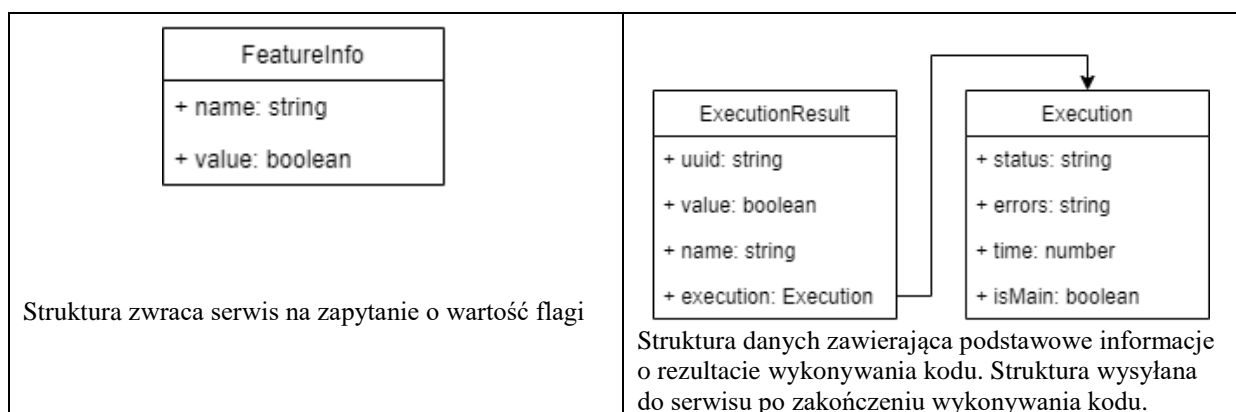 FeatureInfo
+ name: string
+ value: boolean
Struktura zwraca serwis na zapytanie o wartość flagi
ExecutionResult
+ uuid: string
+ value: boolean
+ name: string
+ execution: Execution
Execution
+ status: string
+ errors: string
+ time: number
+ isMain: boolean
Struktura danych zawierająca podstawowe informacje
o rezultacie wykonywania kodu. Struktura wysyłana
do serwisu po zakończeniu wykonywania kodu.